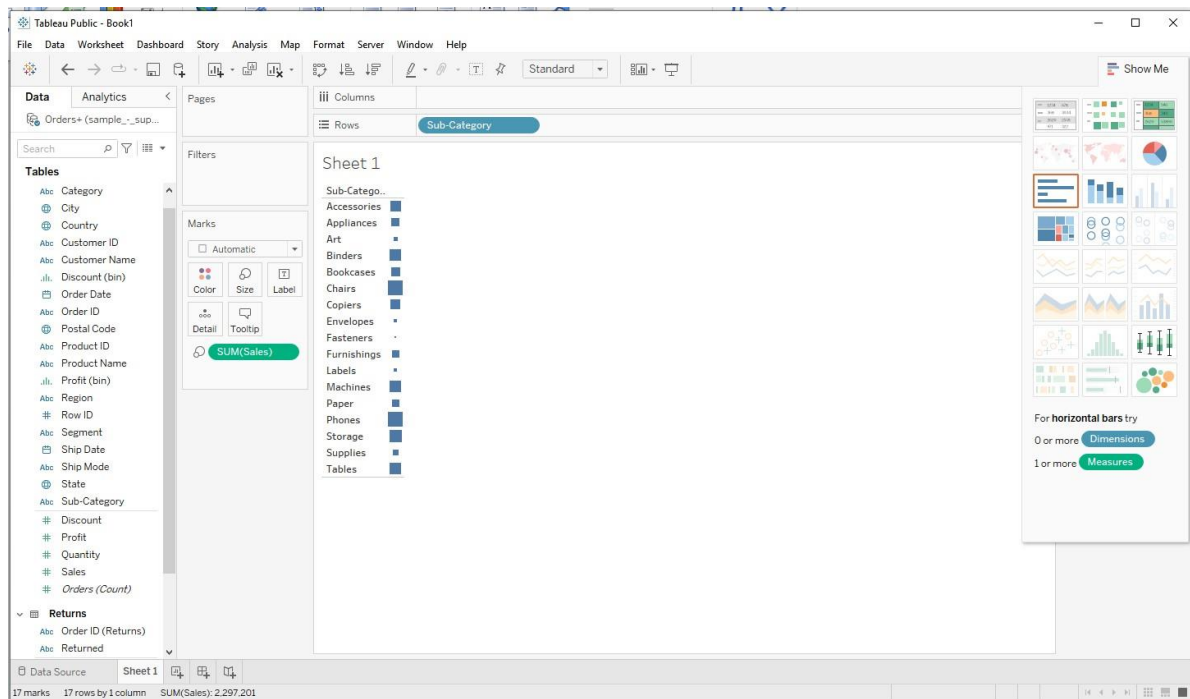 Tableau Public - Book1
File Data Worksheet Dashboard Story Analysis Map Format Server Window Help
Standard
Show Me
Data Analytics
Orders+ (sample_-_sup...
Search
Tables
Abc Category
City
Country
Abc Customer ID
Abc Customer Name
Discount (bin)
Order Date
Abc Order ID
Postal Code
Abc Product ID
Abc Product Name
Profit (bin)
Abc Region
# Row ID
Abc Segment
Ship Date
Abc Ship Mode
State
Abc Sub-Category
# Discount
# Profit
# Quantity
# Sales
# Orders (Count)
Returns
Abc Order ID (Returns)
Abc Returned
Pages
Filters
Marks
Automatic
Color Size Label
Detail Tooltip
SUM(Sales)
Columns
Rows Sub-Category
Sheet 1
Sub-Catego..
Accessories
Appliances
Art
Binders
Bookcases
Chairs
Copiers
Envelopes
Fasteners
Furnishings
Labels
Machines
Paper
Phones
Storage
Supplies
Tables
For horizontal bars try
0 or more Dimensions
1 or more Measures
Data Source Sheet 1
17 marks 17 rows by 1 column SUM(Sales): 2,297,201